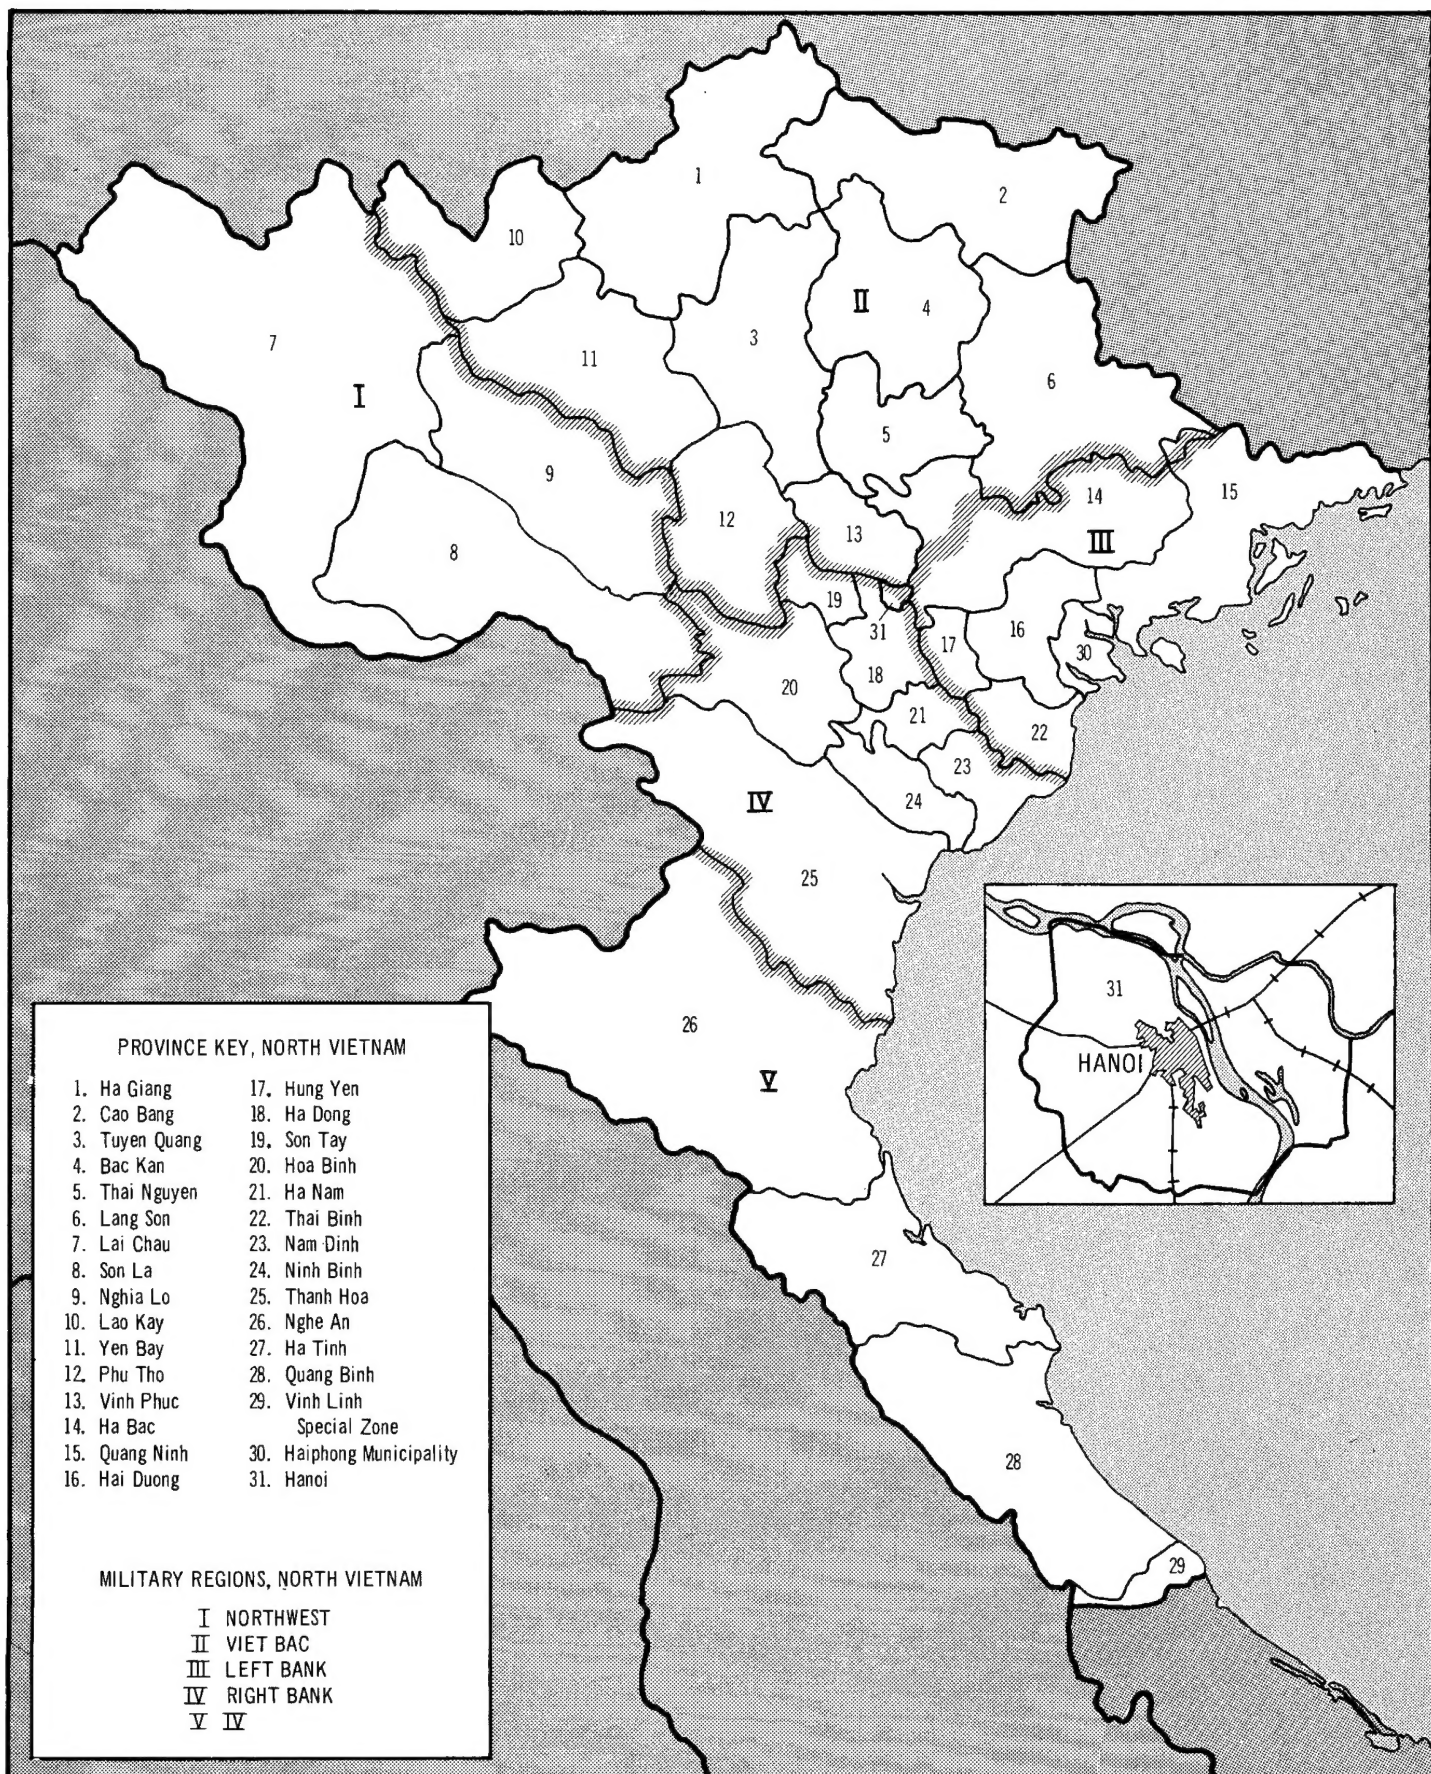 1
2
10
II
4
7
3
11
I
6
5
9
14
15
12
13
8
III
19
31
16
17
30
18
20
21
22
23
IV
24
25
31
HANOI
26
V
27
28
29
PROVINCE KEY, NORTH VIETNAM
1. Ha Giang
2. Cao Bang
3. Tuyen Quang
4. Bac Kan
5. Thai Nguyen
6. Lang Son
7. Lai Chau
8. Son La
9. Nghia Lo
10. Lao Kay
11. Yen Bay
12. Phu Tho
13. Vinh Phuc
14. Ha Bac
15. Quang Ninh
16. Hai Duong
17. Hung Yen
18. Ha Dong
19. Son Tay
20. Hoa Binh
21. Ha Nam
22. Thai Binh
23. Nam Dinh
24. Ninh Binh
25. Thanh Hoa
26. Nghe An
27. Ha Tinh
28. Quang Binh
29. Vinh Linh
Special Zone
30. Haiphong Municipality
31. Hanoi
MILITARY REGIONS, NORTH VIETNAM
I NORTHWEST
II VIET BAC
III LEFT BANK
IV RIGHT BANK
V IV